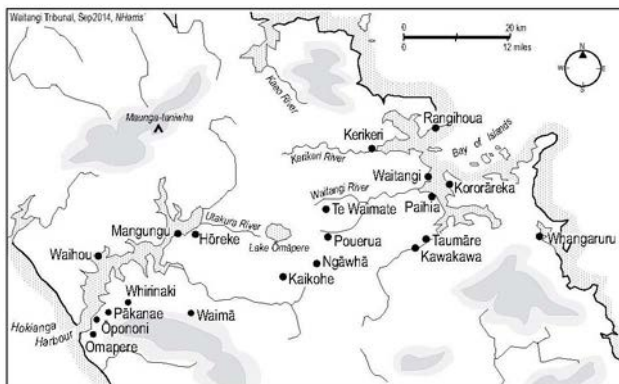 Waitangi Tribunal, Sep2014, NHarris
0 20 km
0 12 miles
N
W E
S
Kaeo River
Maunga-taniwha
Rangihoua
Bay of Islands
Kerikeri
Kerikeri River
Waitangi
Kororāreka
Waitangi River
Paihia
Te Waimate
Utakura River
Mangungu
Hōreke
Lake Omāpere
Pouerua
Taumāre
Whangaruru
Kawakawa
Waihou
Ngāwhā
Kaikohe
Whirinaki
Pākanae
Waimā
Hokianga
Harbour
Ōpononi
Omapere